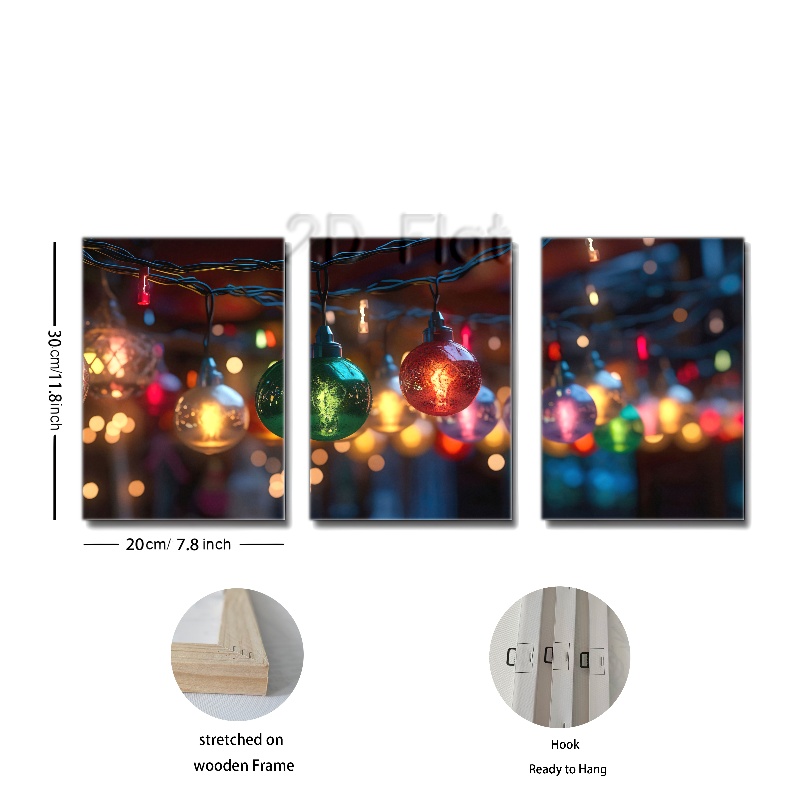 2D Flat
30cm/11.8inch
20cm/ 7.8 inch
stretched on
wooden Frame
Hook
Ready to Hang